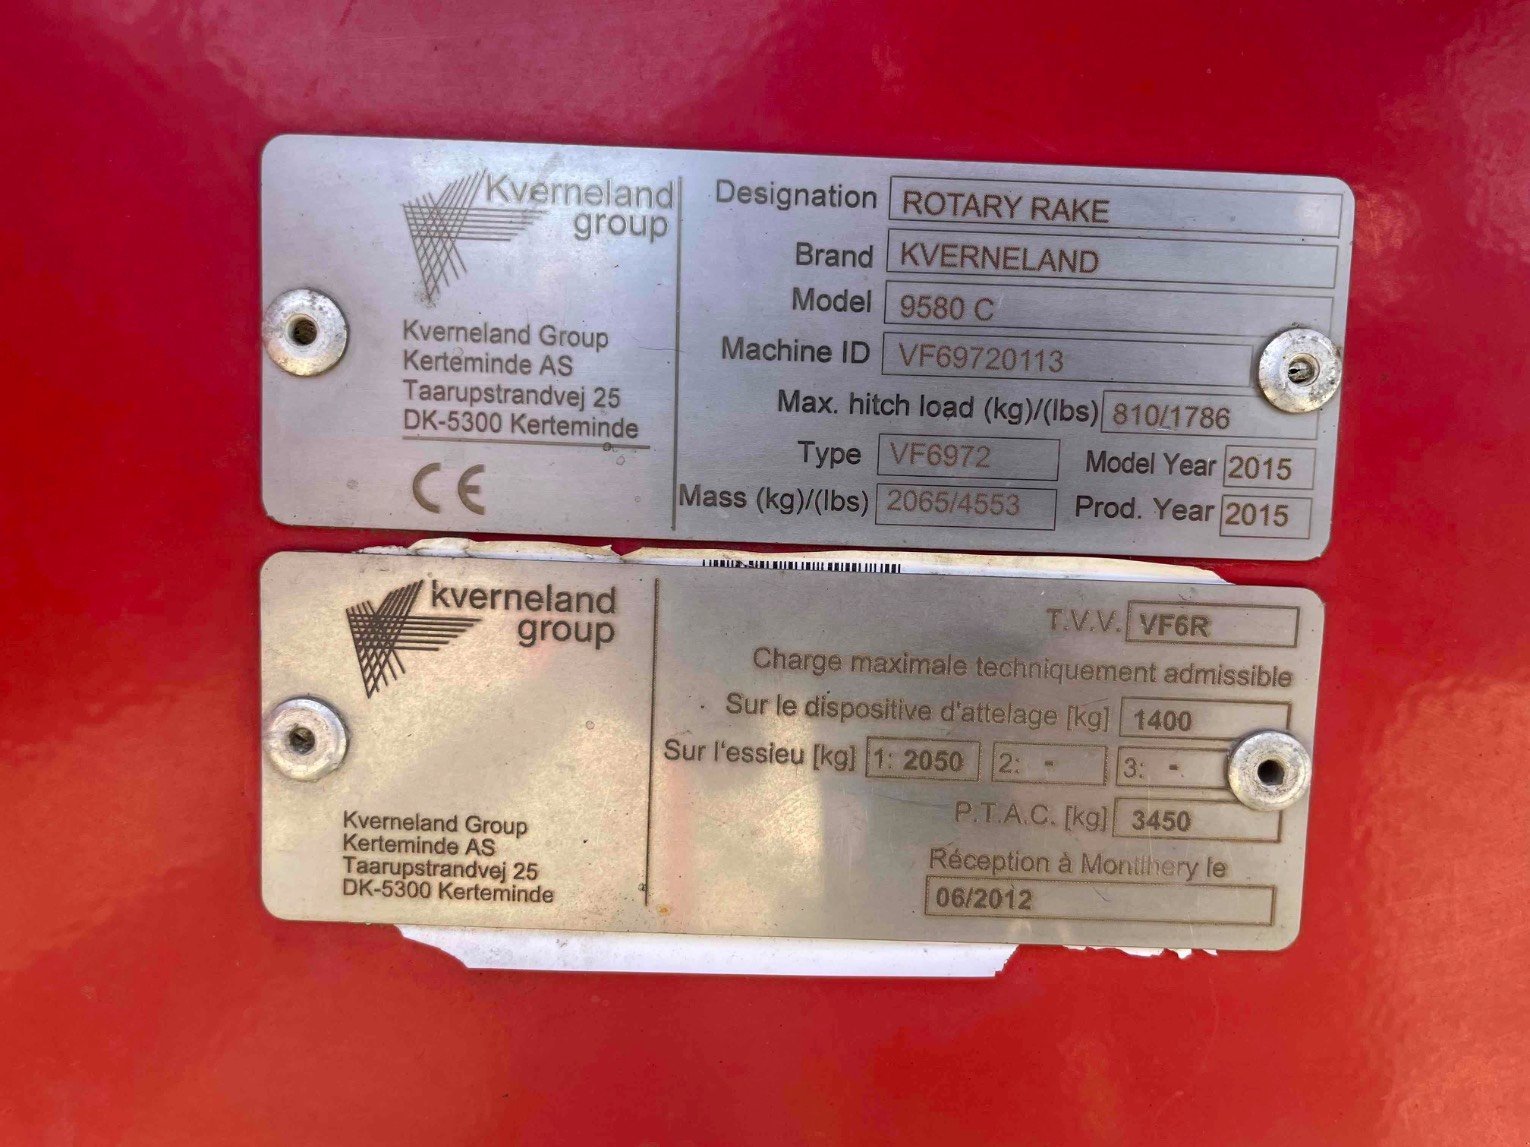 Kverneland
group
Kverneland Group
Kerteminde AS
Taarupstrandvej 25
DK-5300 Kerteminde
CE
Designation ROTARY RAKE
Brand KVERNELAND
Model 9580 C
Machine ID VF69720113
Max. hitch load (kg)/(lbs) 810/1786
Type VF6972 Model Year 2015
Mass (kg)/(lbs) 2065/4553 Prod. Year 2015
kverneland
group
Kverneland Group
Kerteminde AS
Taarupstrandvej 25
DK-5300 Kerteminde
T.V.V. VF6R
Charge maximale techniquement admissible
Sur le dispositive d'attelage [kg] 1400
Sur l'essieu [kg] 1: 2050 2: - 3: -
P.T.A.C. [kg] 3450
Réception à Montlhery le
06/2012